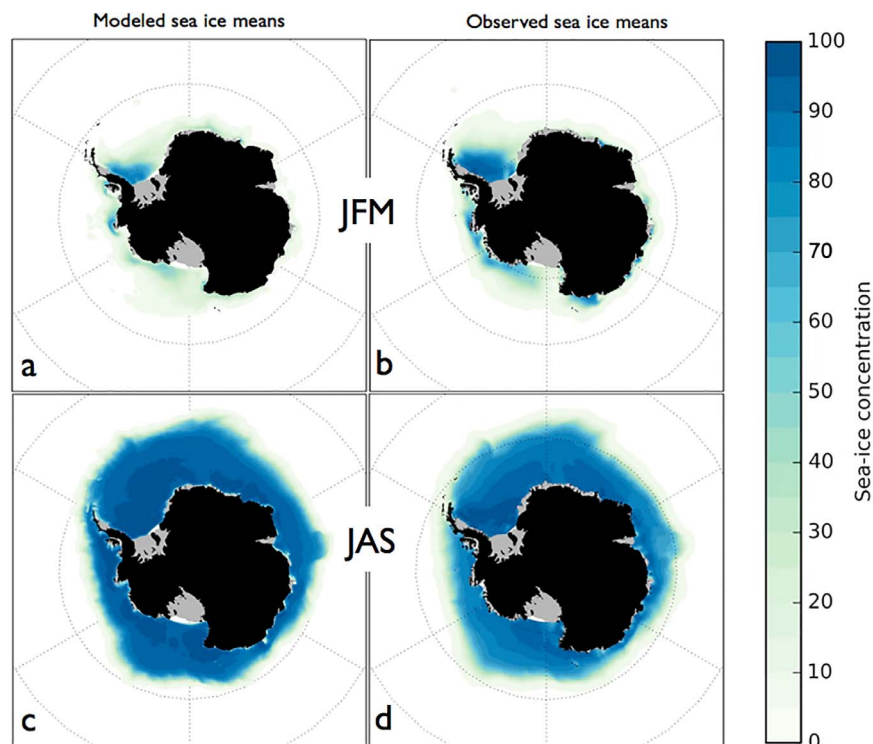 Modeled sea ice means
Observed sea ice means
a
b
JFM
c
d
JAS
100
90
80
70
60
50
40
30
20
10
0
Sea-ice concentration